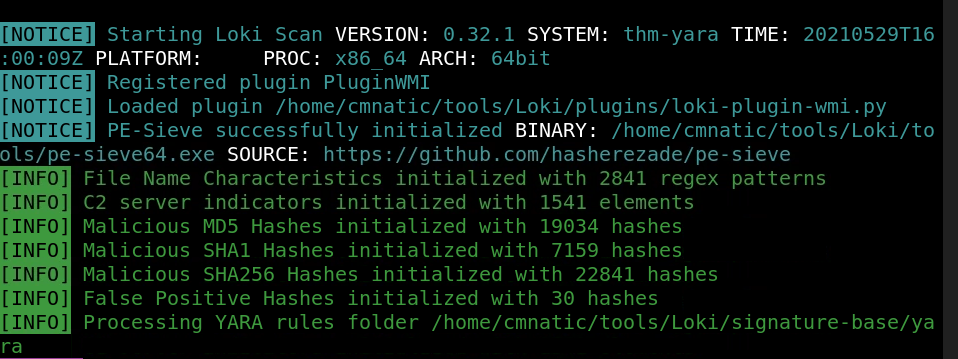 [NOTICE] Starting Loki Scan VERSION: 0.32.1 SYSTEM: thm-yara TIME: 20210529T16
:00:09Z PLATFORM:     PROC: x86_64 ARCH: 64bit
[NOTICE] Registered plugin PluginWMI
[NOTICE] Loaded plugin /home/cmnatic/tools/Loki/plugins/loki-plugin-wmi.py
[NOTICE] PE-Sieve successfully initialized BINARY: /home/cmnatic/tools/Loki/to
ols/pe-sieve64.exe SOURCE: https://github.com/hasherezade/pe-sieve
[INFO] File Name Characteristics initialized with 2841 regex patterns
[INFO] C2 server indicators initialized with 1541 elements
[INFO] Malicious MD5 Hashes initialized with 19034 hashes
[INFO] Malicious SHA1 Hashes initialized with 7159 hashes
[INFO] Malicious SHA256 Hashes initialized with 22841 hashes
[INFO] False Positive Hashes initialized with 30 hashes
[INFO] Processing YARA rules folder /home/cmnatic/tools/Loki/signature-base/ya
ra